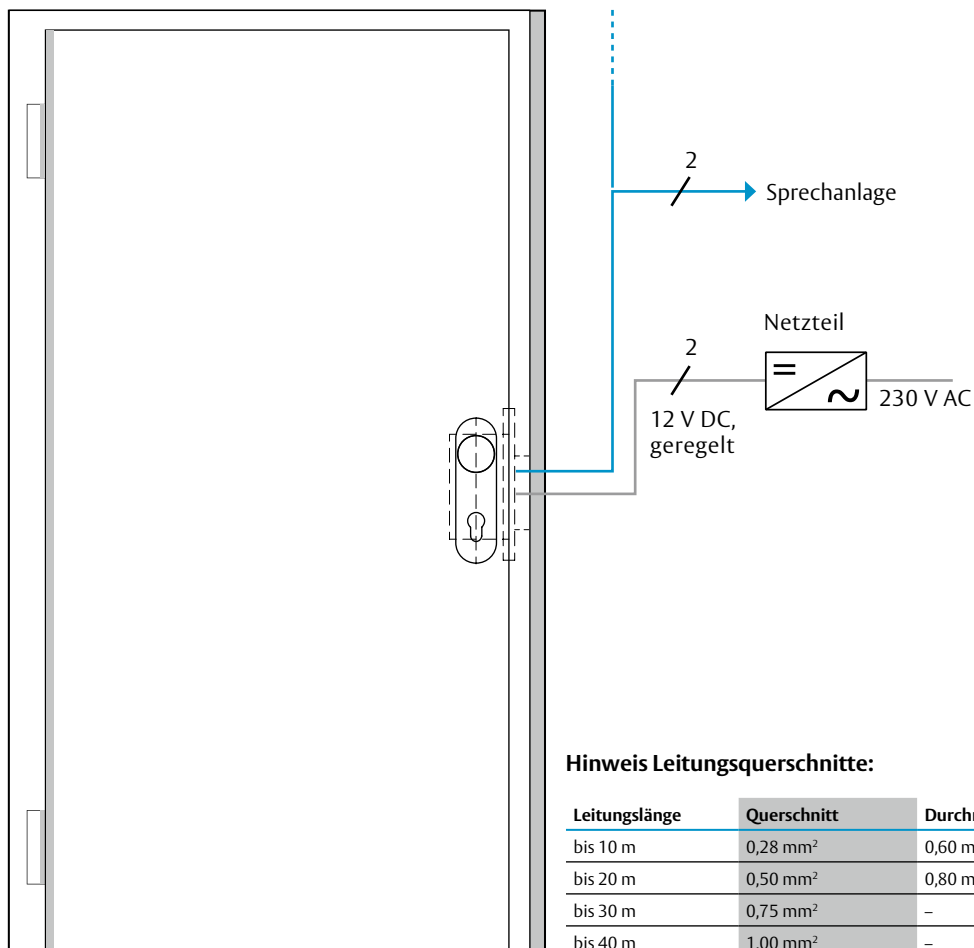 2
Sprechanlage
Netzteil
2
230 V AC
12 V DC,
geregelt
Hinweis Leitungsquerschnitte:
Leitungslänge Querschnitt
bis 10 m 0,28 mm² 0,60
bis 20 m 0,50 mm² 0,80
bis 30 m 0,75 mm² –
bis 40 m 1,00 mm² –